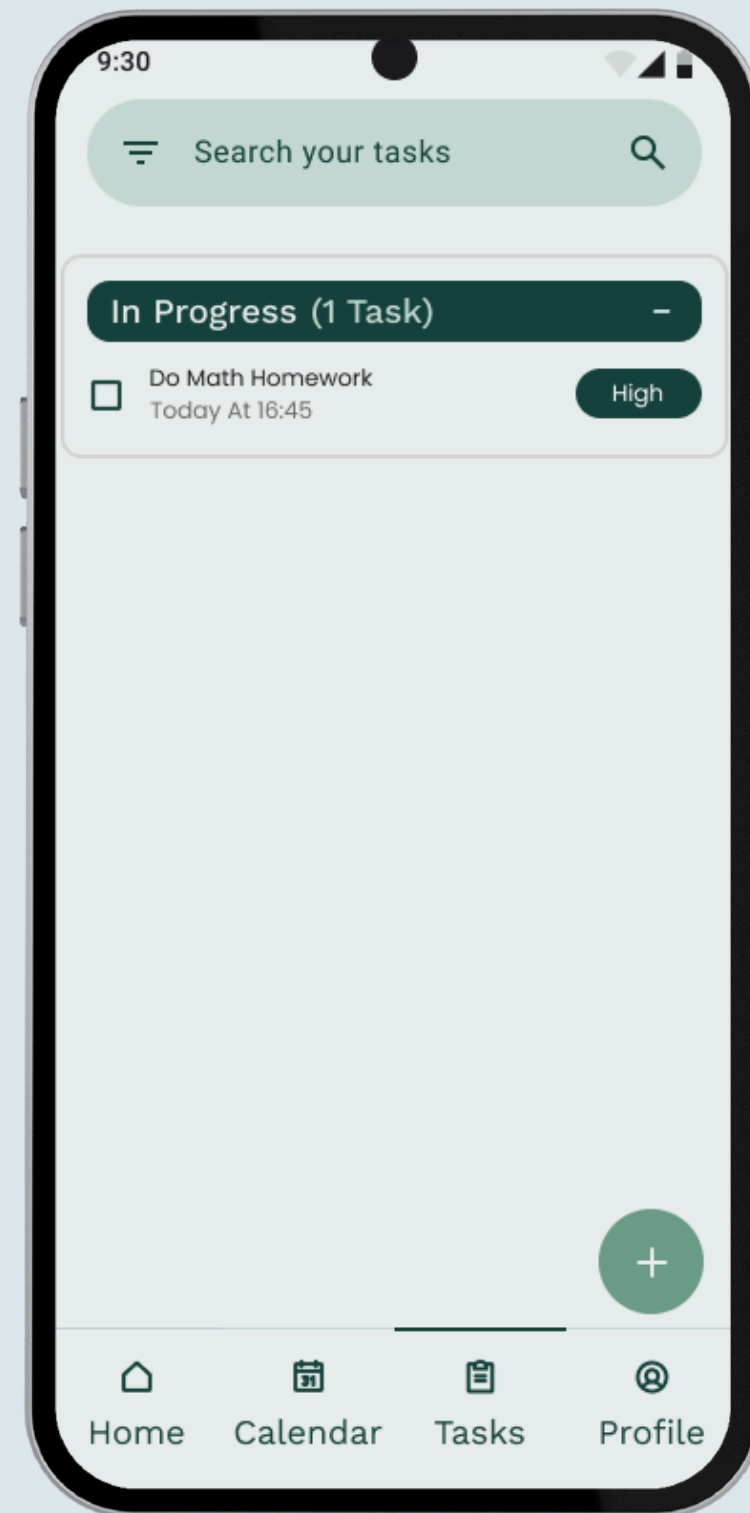 9:30
Search your tasks
In Progress (1 Task)
Do Math Homework
Today At 16:45
High
31
Home
Calendar
Tasks
Profile